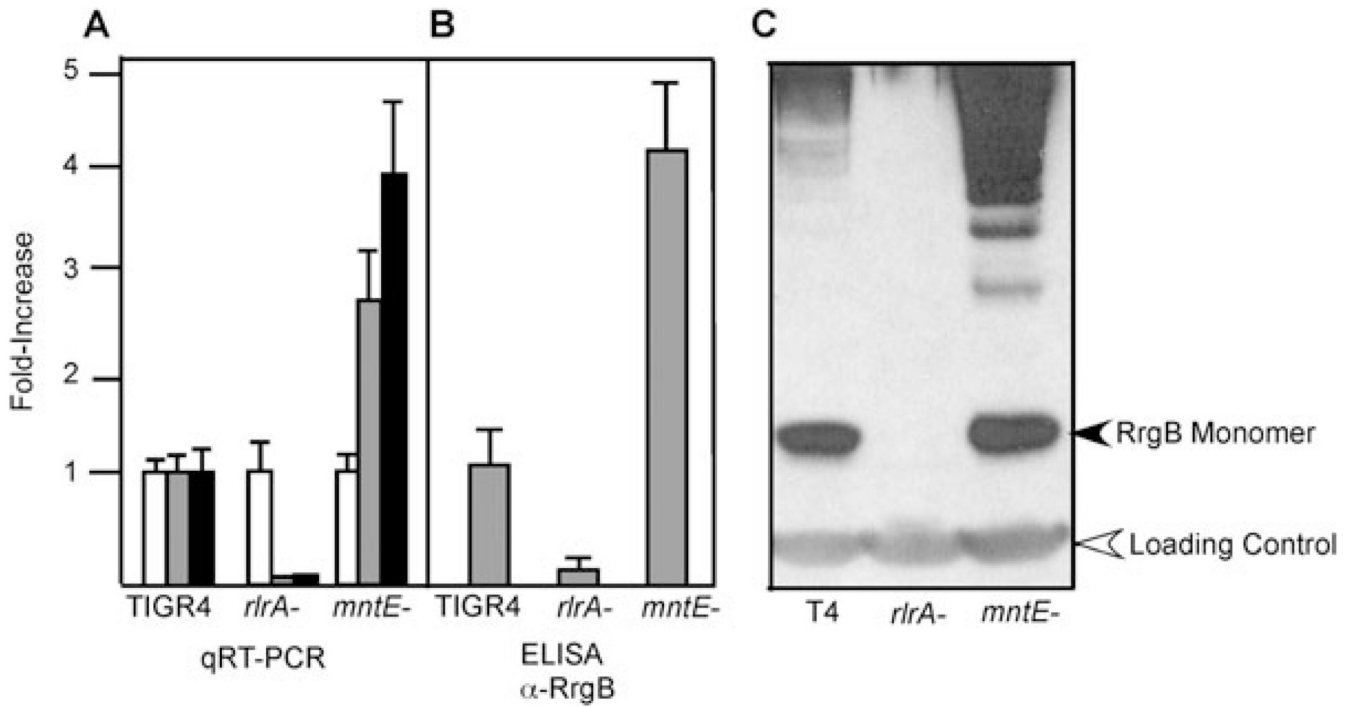 A
B
C
Fold-Increase
5
4
3
2
1
TIGR4 rlrA- mntE-
qRT-PCR
TIGR4 rlrA- mntE-
ELISA
α-RrgB
RrgB Monomer
Loading Control
T4 rlrA- mntE-